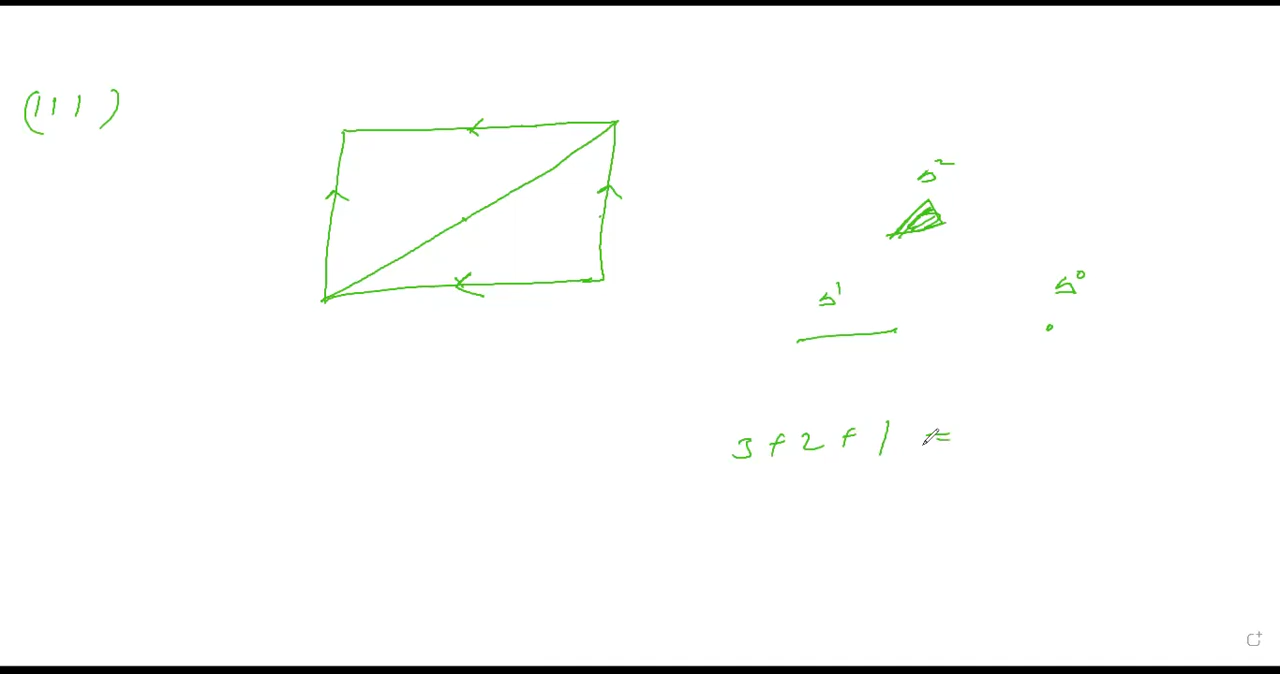 (111)
s²
s¹
s⁰
3+2+1 =